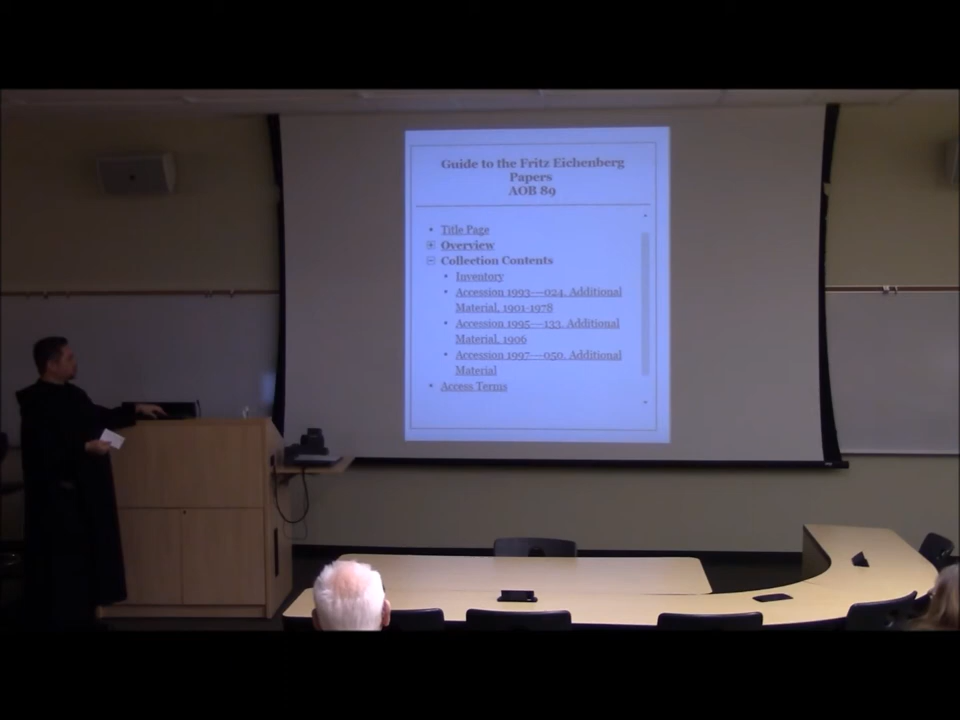 Guide to the Fritz Eichenberg
Papers
AOB 89
Title Page
Overview
Collection Contents
Inventory
Accession 1993---024. Additional
Material, 1901-1978
Accession 1995---133. Additional
Material, 1906
Accession 1997---050. Additional
Material
Access Terms